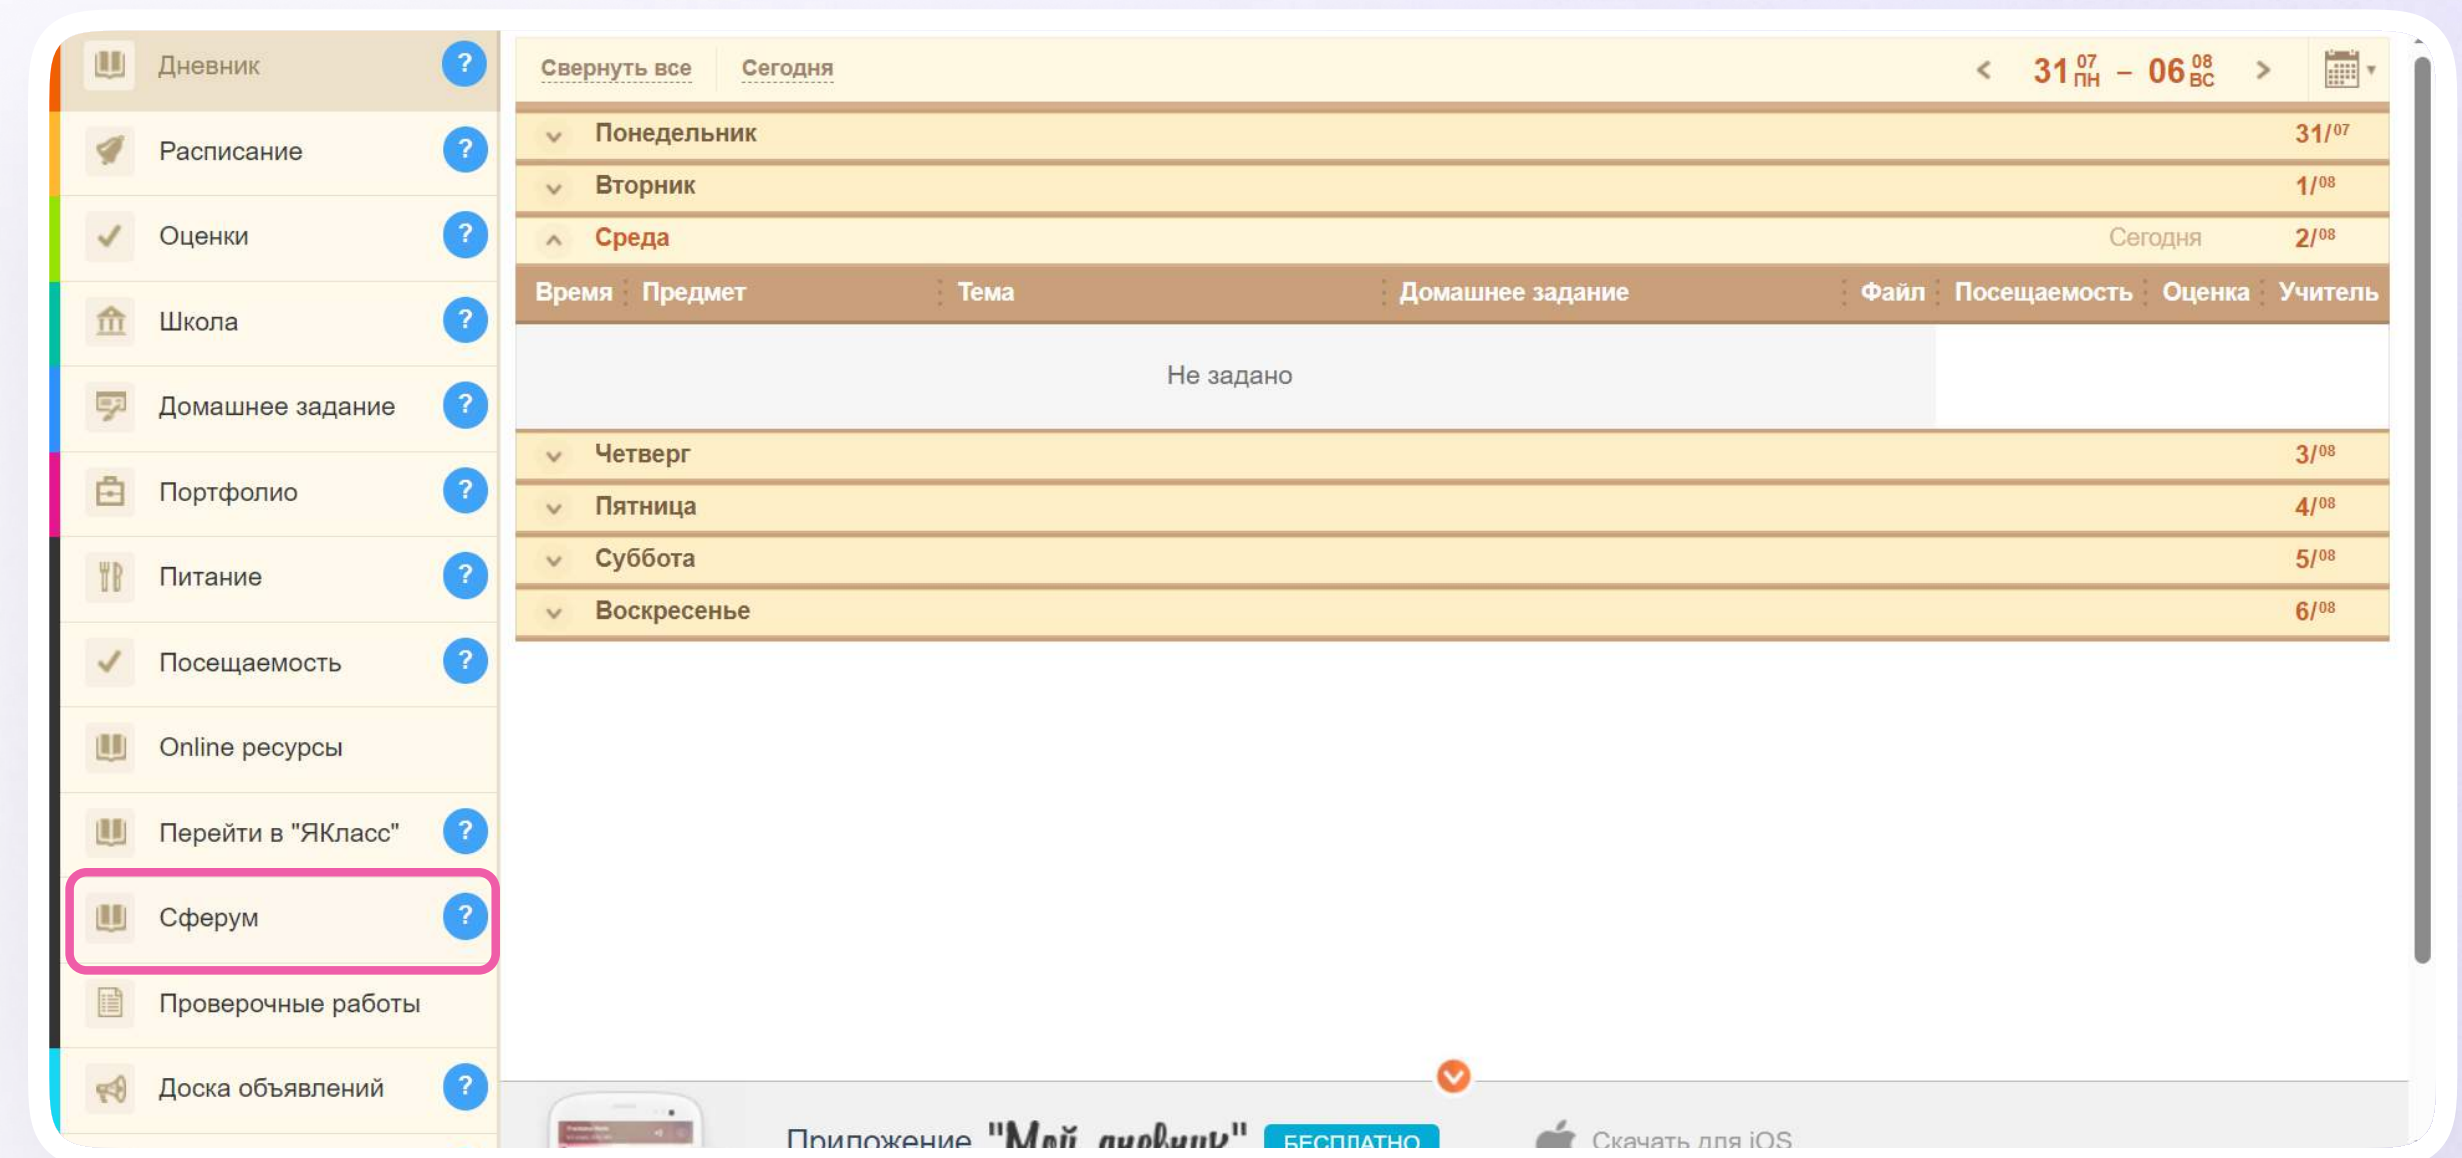 Дневник ?
Расписание ?
Оценки ?
Школа ?
Домашнее задание ?
Портфолио ?
Питание ?
Посещаемость ?
Online ресурсы
Перейти в "ЯКласс" ?
Сферум ?
Проверочные работы
Доска объявлений ?
Свернуть все Сегодня < 31 07 ПН – 06 08 ВС >
Понедельник 31/07
Вторник 1/08
Среда Сегодня 2/08
Время Предмет Тема Домашнее задание Файл Посещаемость Оценка Учитель
Не задано
Четверг 3/08
Пятница 4/08
Суббота 5/08
Воскресенье 6/08
Приложение "Мой дневник" БЕСПЛАТНО Скачать для iOS